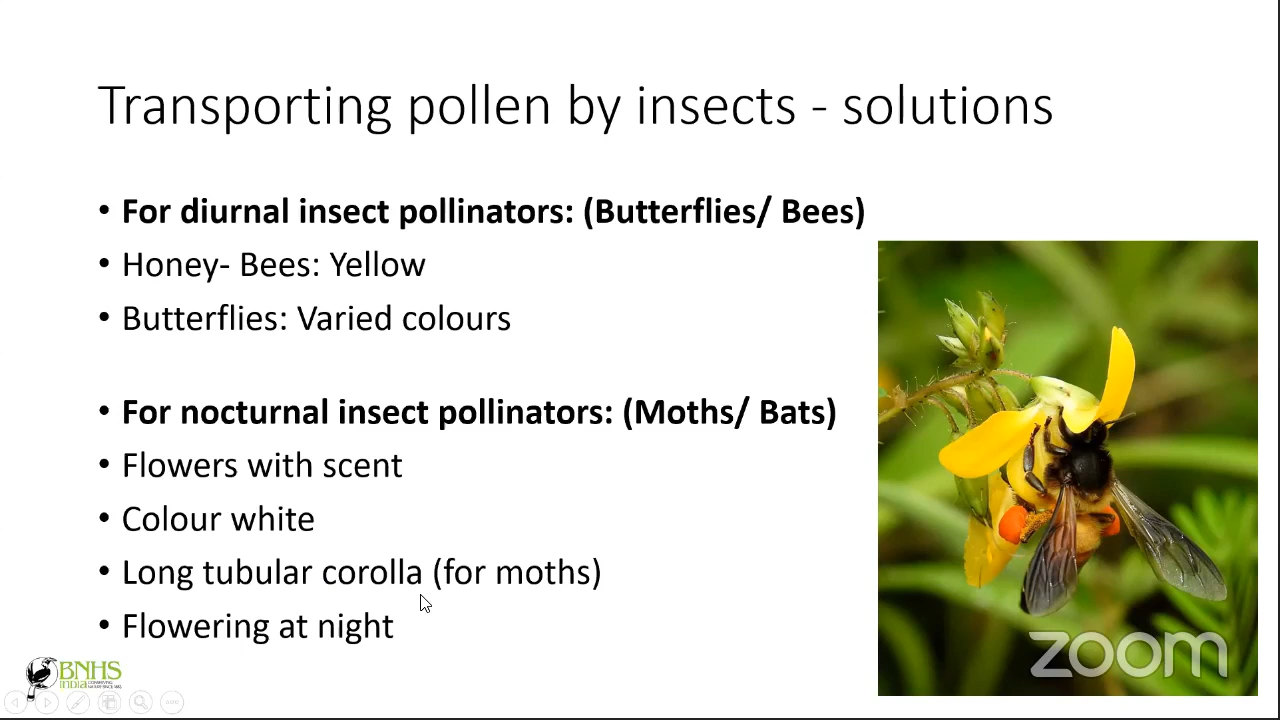 Transporting pollen by insects - solutions
• For diurnal insect pollinators: (Butterflies/ Bees)
• Honey- Bees: Yellow
• Butterflies: Varied colours
• For nocturnal insect pollinators: (Moths/ Bats)
• Flowers with scent
• Colour white
• Long tubular corolla (for moths)
• Flowering at night
BNHS
INDIA
zoom